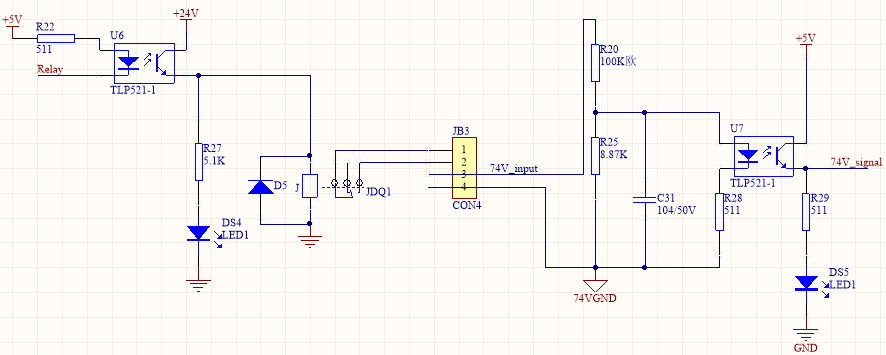 +5V
R22
511
Relay
U6
TLP521-1
+24V
R27
5.1K
DS4
LED1
D5
J
JDQ1
JB3
1
2
3
4
CON4
74V_input
R20
100K欧
R25
8.87K
C31
104/50V
74VGND
U7
TLP521-1
R28
511
+5V
74V_signal
R29
511
DS5
LED1
GND